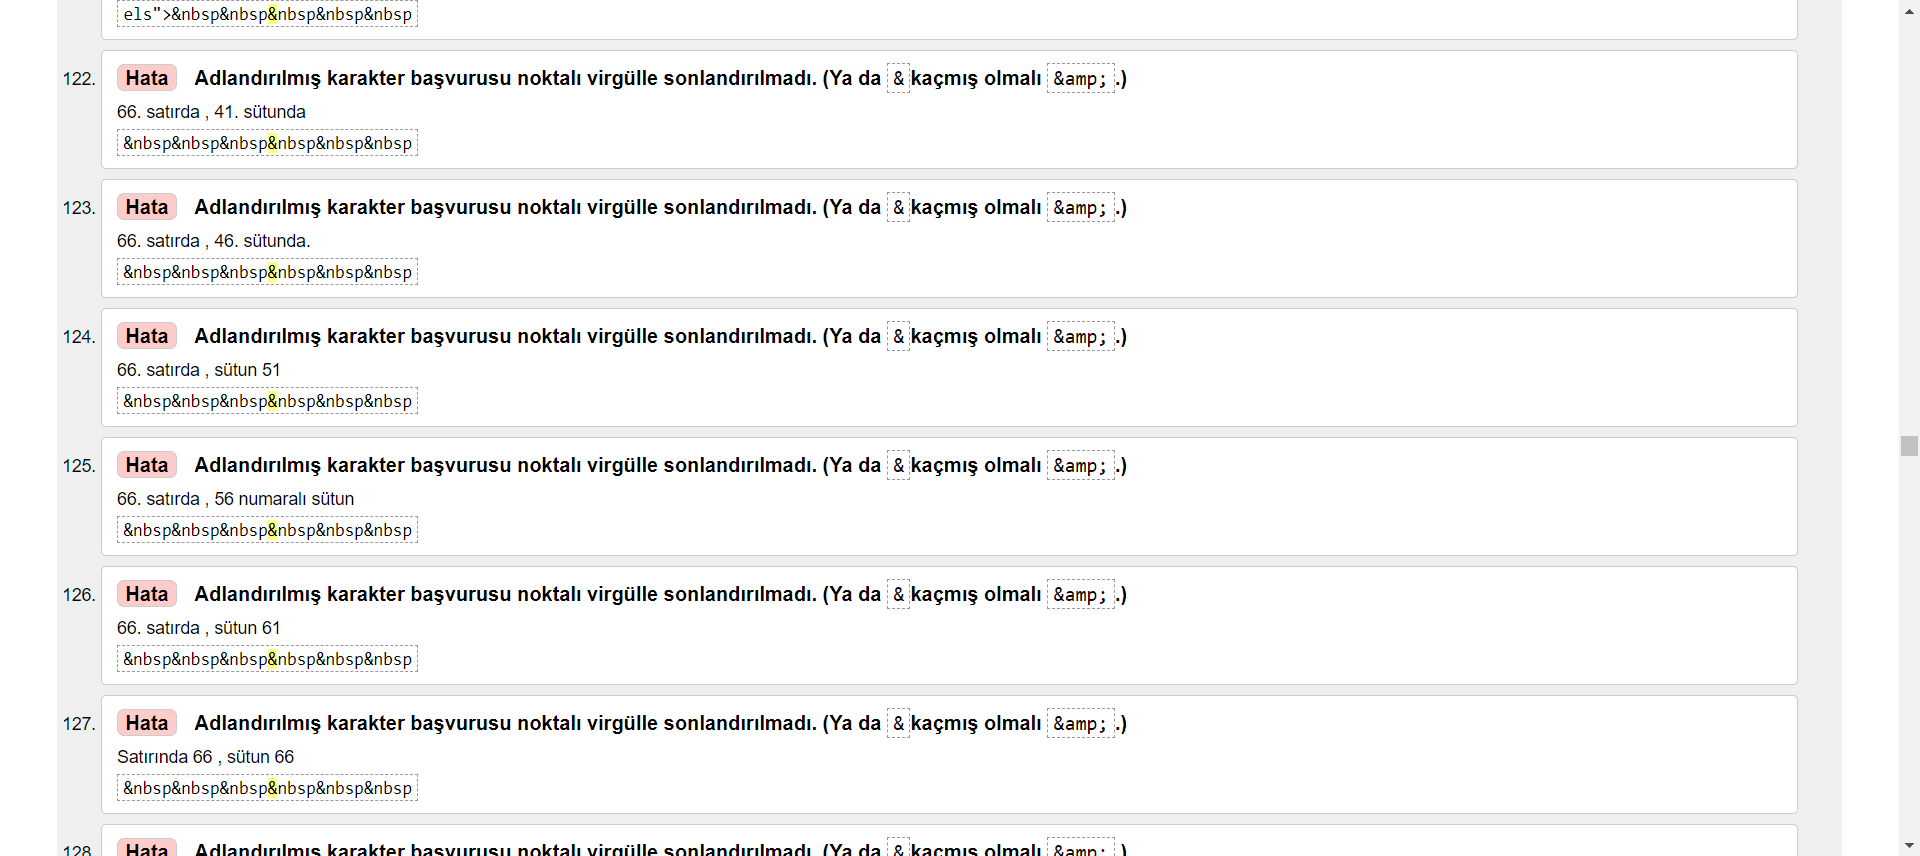 els">&nbsp&nbsp&nbsp&nbsp&nbsp
122. Hata Adlandırılmış karakter başvurusu noktalı virgülle sonlandırılmadı. (Ya da & kaçmış olmalı &amp; .)
66. satırda , 41. sütunda
&nbsp&nbsp&nbsp&nbsp&nbsp&nbsp
123. Hata Adlandırılmış karakter başvurusu noktalı virgülle sonlandırılmadı. (Ya da & kaçmış olmalı &amp; .)
66. satırda , 46. sütunda.
&nbsp&nbsp&nbsp&nbsp&nbsp&nbsp
124. Hata Adlandırılmış karakter başvurusu noktalı virgülle sonlandırılmadı. (Ya da & kaçmış olmalı &amp; .)
66. satırda , sütun 51
&nbsp&nbsp&nbsp&nbsp&nbsp&nbsp
125. Hata Adlandırılmış karakter başvurusu noktalı virgülle sonlandırılmadı. (Ya da & kaçmış olmalı &amp; .)
66. satırda , 56 numaralı sütun
&nbsp&nbsp&nbsp&nbsp&nbsp&nbsp
126. Hata Adlandırılmış karakter başvurusu noktalı virgülle sonlandırılmadı. (Ya da & kaçmış olmalı &amp; .)
66. satırda , sütun 61
&nbsp&nbsp&nbsp&nbsp&nbsp&nbsp
127. Hata Adlandırılmış karakter başvurusu noktalı virgülle sonlandırılmadı. (Ya da & kaçmış olmalı &amp; .)
Satırında 66 , sütun 66
&nbsp&nbsp&nbsp&nbsp&nbsp&nbsp
128. Hata Adlandırılmış karakter başvurusu noktalı virgülle sonlandırılmadı. (Ya da & kaçmış olmalı &amp; .)